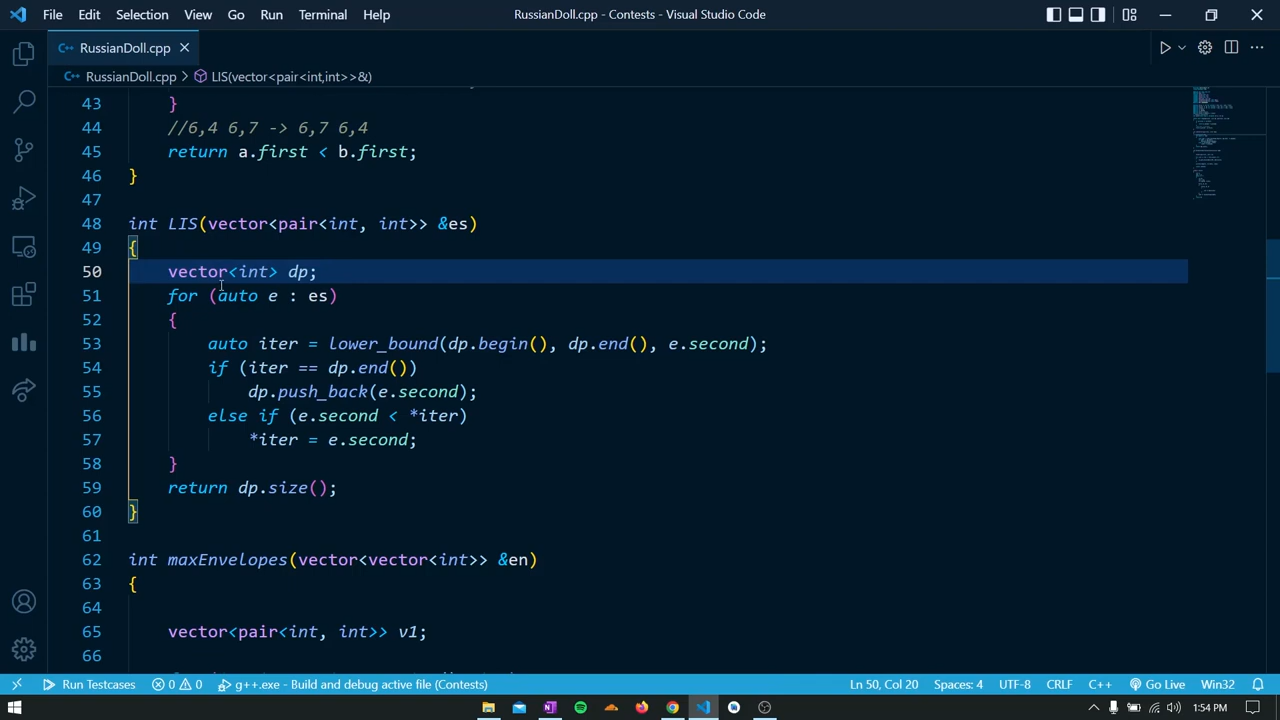 File Edit Selection View Go Run Terminal Help RussianDoll.cpp - Contests - Visual Studio Code
C++ RussianDoll.cpp
C++ RussianDoll.cpp > LIS(vector<pair<int,int>>&)
43 }
44 //6,4 6,7 -> 6,7 6,4
45 return a.first < b.first;
46 }
47
48 int LIS(vector<pair<int, int>> &es)
49 {
50 vector<int> dp;
51 for (auto e : es)
52 {
53 auto iter = lower_bound(dp.begin(), dp.end(), e.second);
54 if (iter == dp.end())
55 dp.push_back(e.second);
56 else if (e.second < *iter)
57 *iter = e.second;
58 }
59 return dp.size();
60 }
61
62 int maxEnvelopes(vector<vector<int>> &en)
63 {
64
65 vector<pair<int, int>> v1;
66
Run Testcases 0 0 g++.exe - Build and debug active file (Contests) Ln 50, Col 20 Spaces: 4 UTF-8 CRLF C++ Go Live Win32
1:54 PM